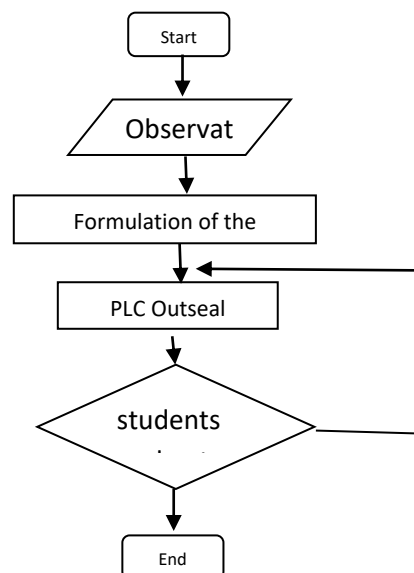 Start
Observat
Formulation of the
PLC Outseal
students
End